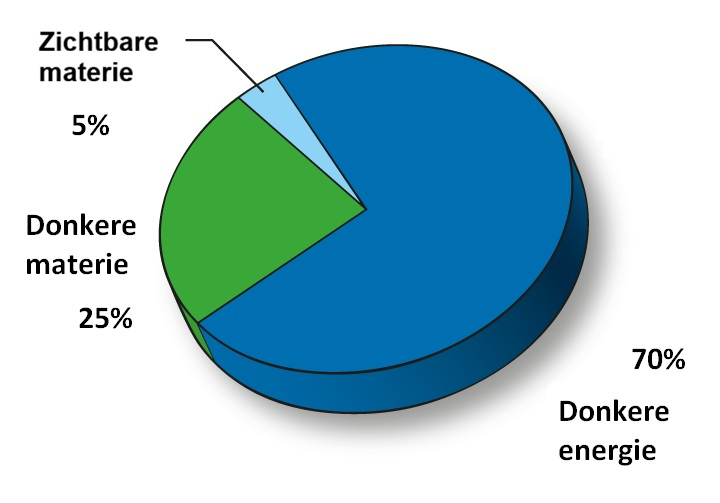 Zichtbare
materie
5%
Donkere
materie
25%
70%
Donkere
energie